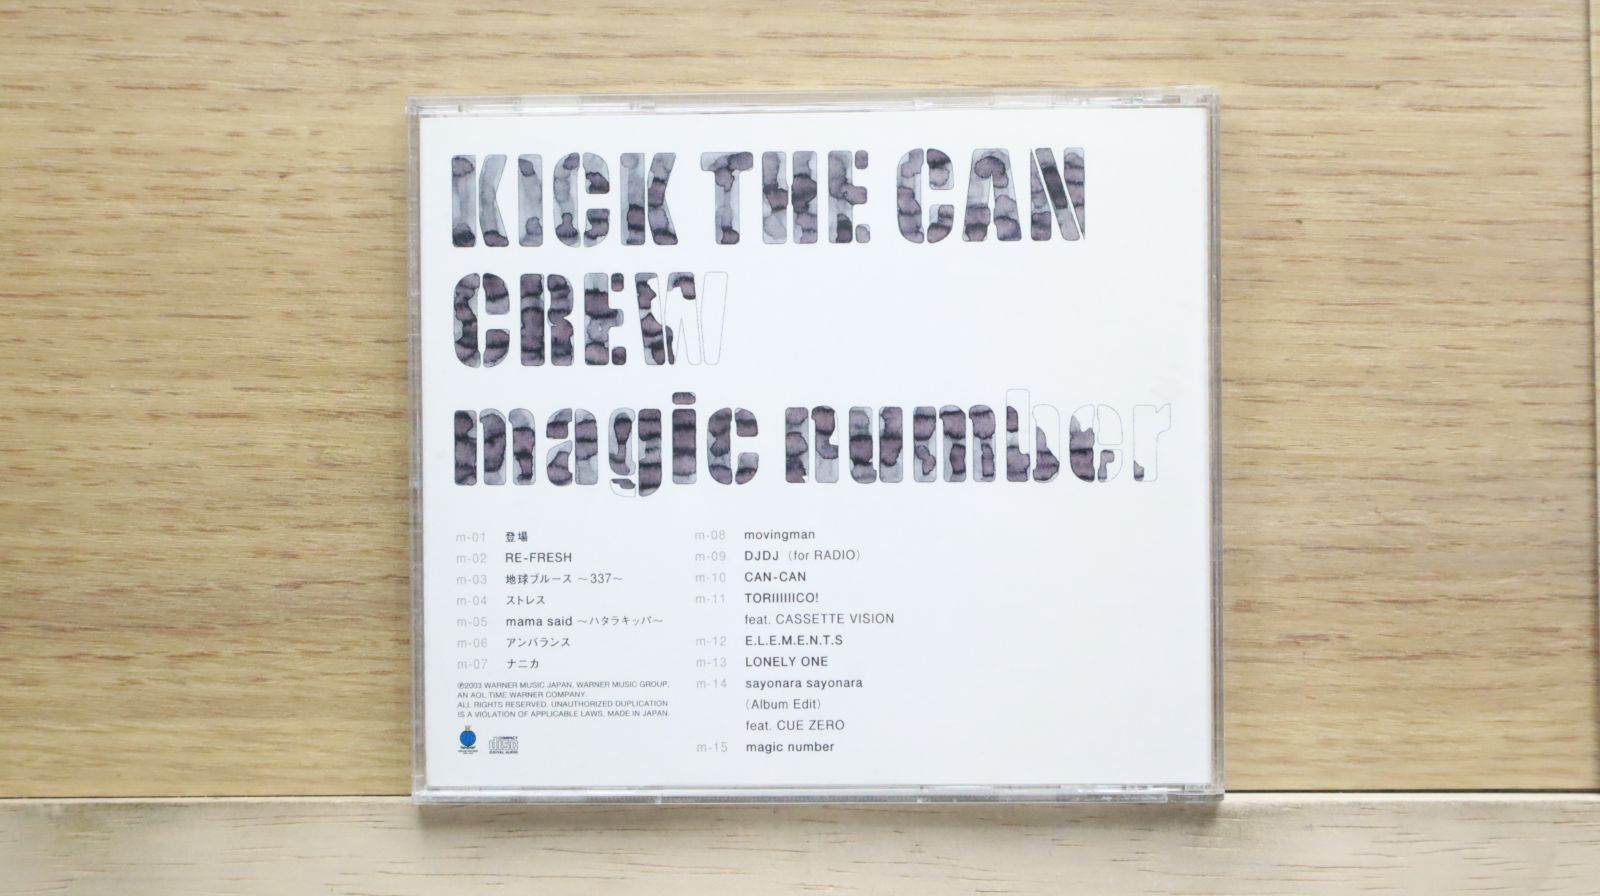 KICK THE CAN
CREW
magic number
m-01 登場
m-02 RE-FRESH
m-03 地球ブルース 〜337〜
m-04 ストレス
m-05 mama said 〜ハタラキッパ〜
m-06 アンバランス
m-07 ナニカ
℗2003 WARNER MUSIC JAPAN, WARNER MUSIC GROUP,
AN AOL TIME WARNER COMPANY.
ALL RIGHTS RESERVED. UNAUTHORIZED DUPLICATION
IS A VIOLATION OF APPLICABLE LAWS. MADE IN JAPAN.
COMPACT
disc
DIGITAL AUDIO
m-08 movingman
m-09 DJDJ (for RADIO)
m-10 CAN-CAN
m-11 TORIIIIIICO!
feat. CASSETTE VISION
m-12 E.L.E.M.E.N.T.S
m-13 LONELY ONE
m-14 sayonara sayonara
(Album Edit)
feat. CUE ZERO
m-15 magic number